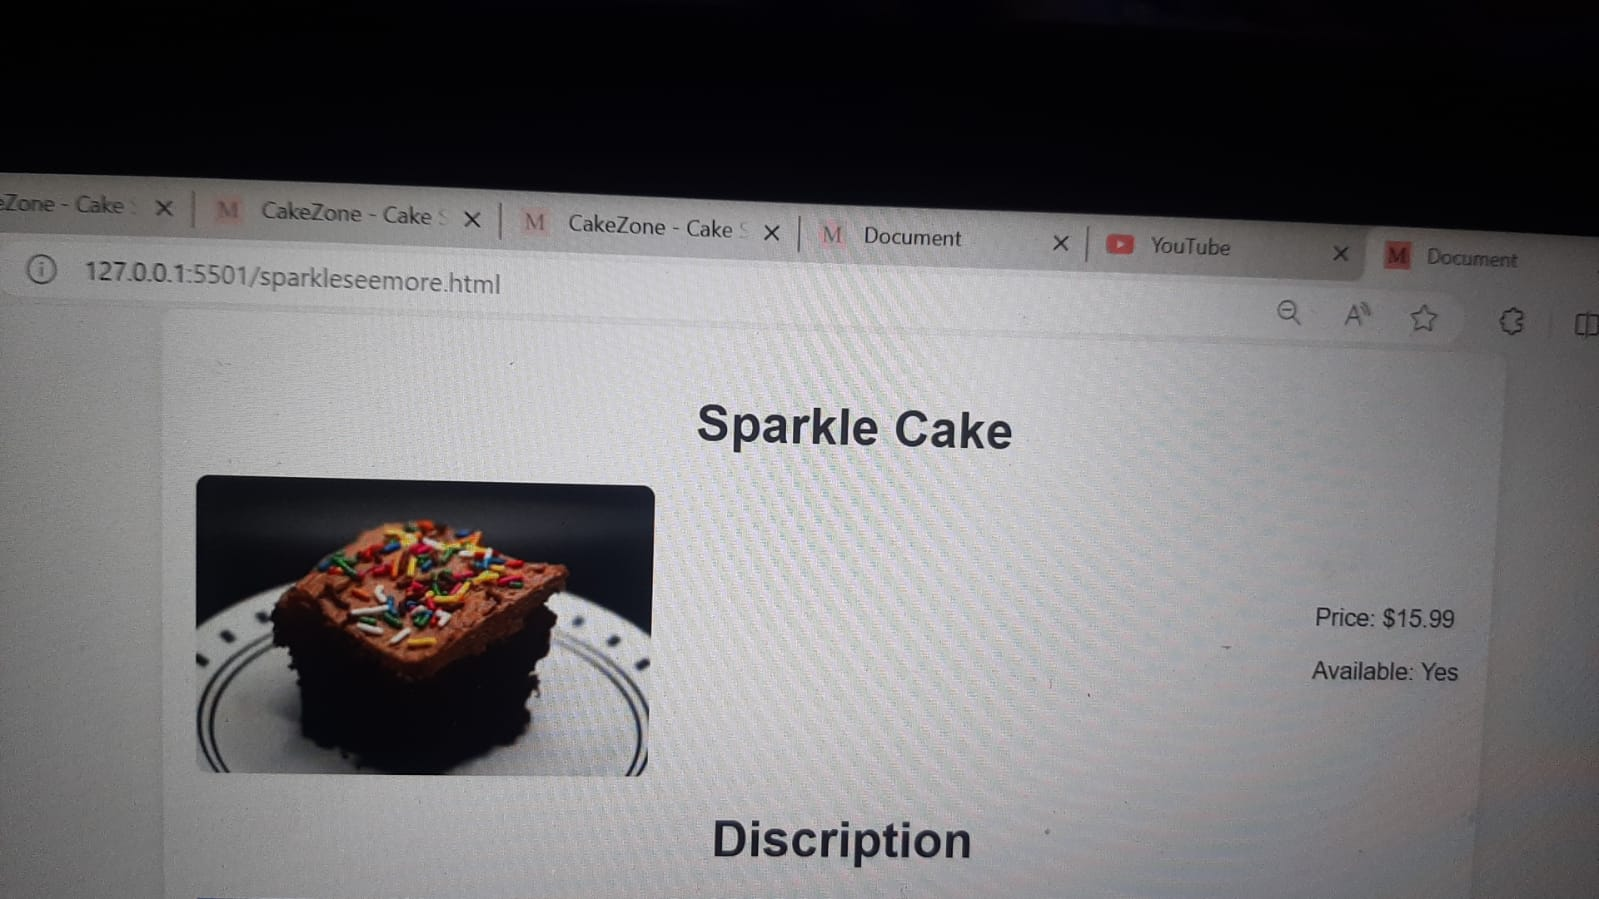 eZone - Cake
CakeZone - Cake S
CakeZone - Cake S
Document
YouTube
Document
127.0.0.1:5501/sparkleseemore.html
Sparkle Cake
Price: $15.99
Available: Yes
Discription